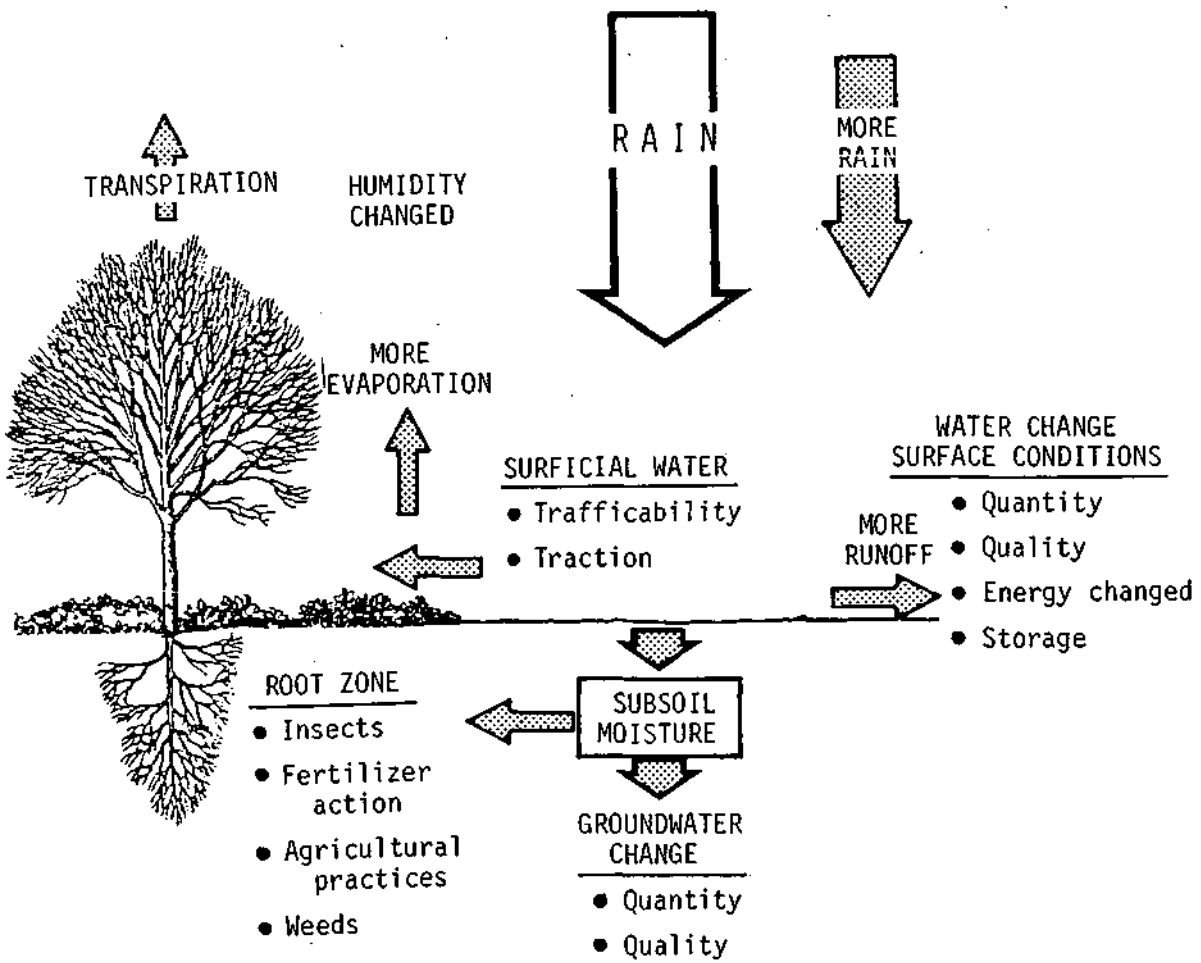 RAIN
MORE
RAIN
TRANSPIRATION
HUMIDITY
CHANGED
MORE
EVAPORATION
SURFICIAL WATER
• Trafficability
• Traction
WATER CHANGE
SURFACE CONDITIONS
• Quantity
• Quality
• Energy changed
• Storage
MORE
RUNOFF
ROOT ZONE
• Insects
• Fertilizer
action
• Agricultural
practices
• Weeds
SUBSOIL
MOISTURE
GROUNDWATER
CHANGE
• Quantity
• Quality